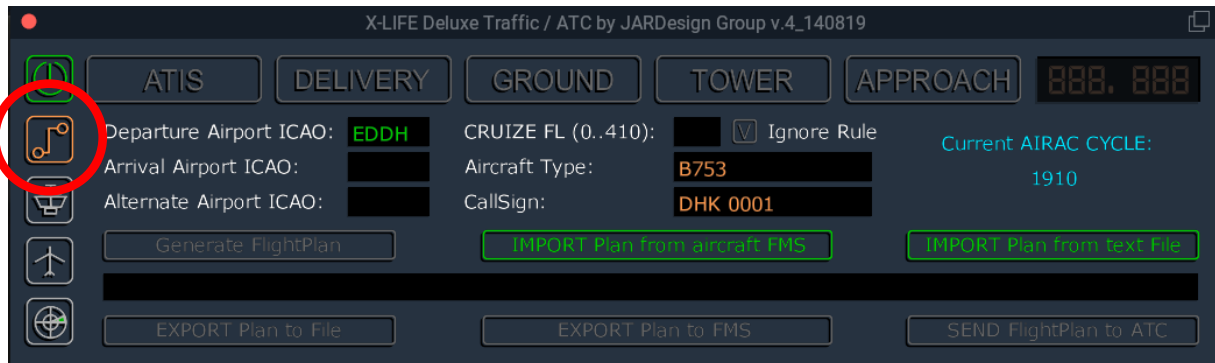 X-LIFE Deluxe Traffic / ATC by JARDesign Group v.4_140819
ATIS DELIVERY GROUND TOWER APPROACH 888. 888
Departure Airport ICAO: EDDH CRUIZE FL (0..410): V Ignore Rule Current AIRAC CYCLE:
Arrival Airport ICAO: Aircraft Type: B753 1910
Alternate Airport ICAO: CallSign: DHK 0001
Generate FlightPlan IMPORT Plan from aircraft FMS IMPORT Plan from text File
EXPORT Plan to File EXPORT Plan to FMS SEND FlightPlan to ATC